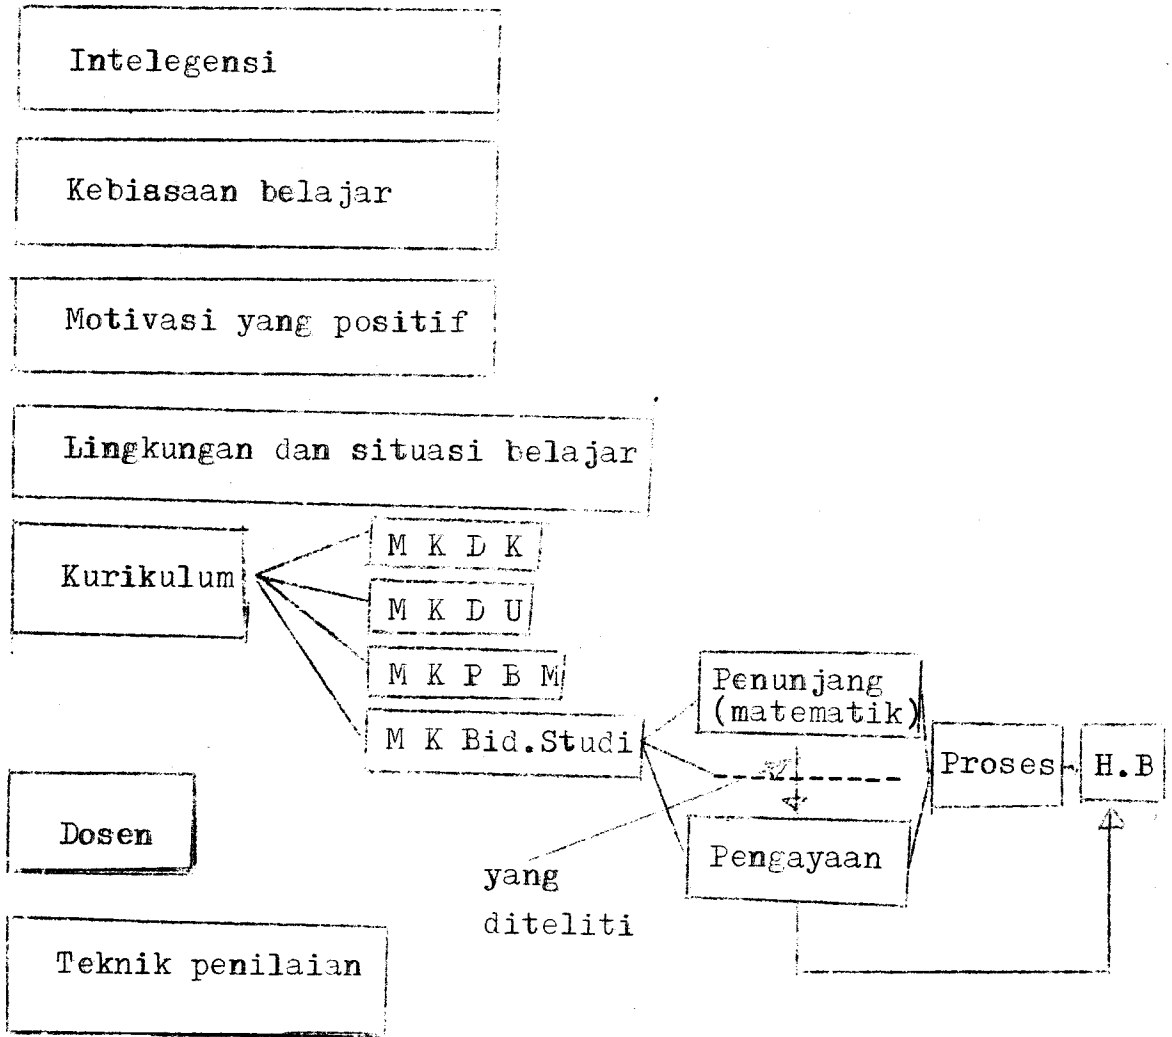 Intelegensi
Kebiasaan belajar
Motivasi yang positif
Lingkungan dan situasi belajar
Kurikulum
M K D K
M K D U
M K P B M
M K Bid.Studi
Penunjang
(matematik)
Proses
H.B
Pengayaan
yang
diteliti
Dosen
Teknik penilaian